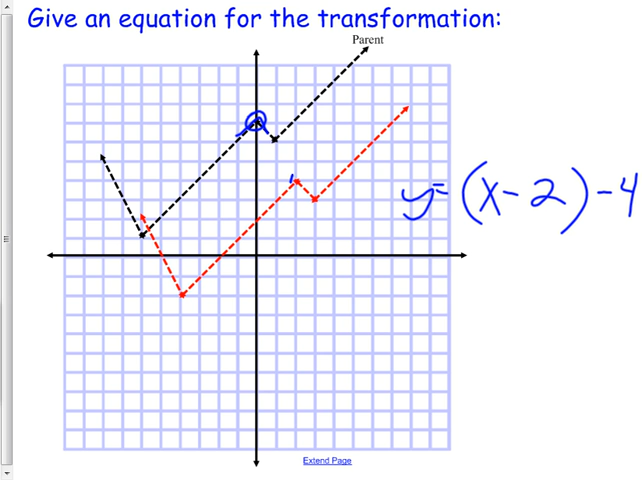 Give an equation for the transformation:
Parent
y=(x-2)-4
Extend Page